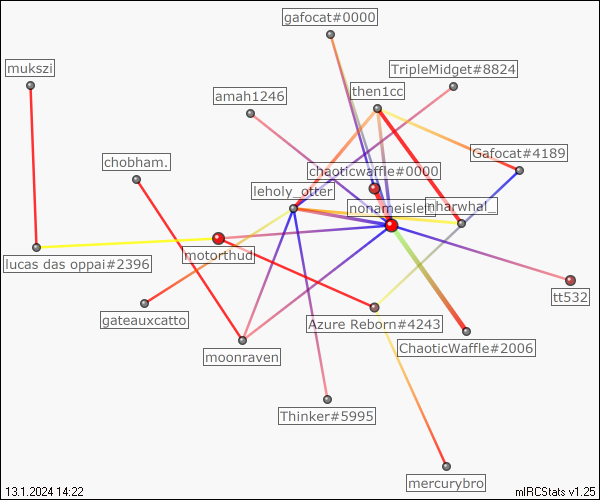 gafocat#0000
mukszi
TripleMidget#8824
then1cc
amah1246
Gafocat#4189
chobham.
chaoticwaffle#0000
leholy_otter
nharwhal_
motorthud
lucas das oppai#2396
tt532
gateauxcatto
Azure Reborn#4243
ChaoticWaffle#2006
moonraven
Thinker#5995
mercurybro
13.1.2024 14:22
mIRCStats v1.25